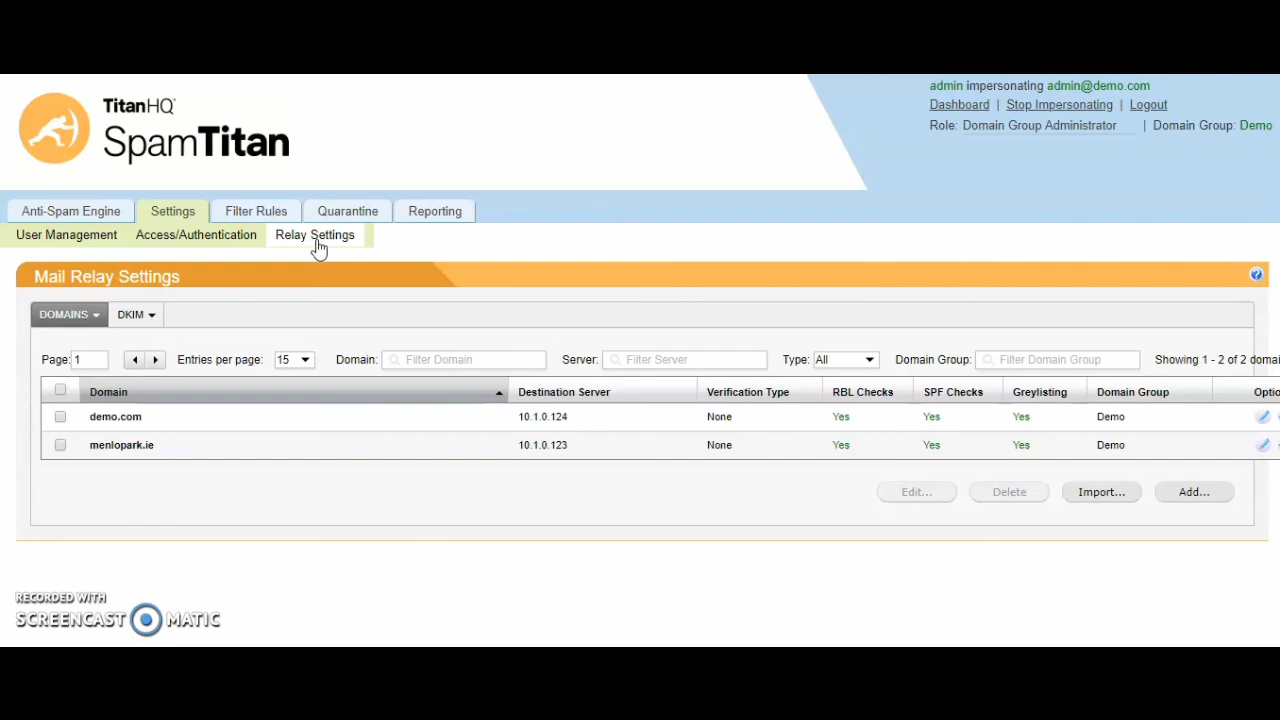 TitanHQ
SpamTitan
admin impersonating admin@demo.com
Dashboard | Stop Impersonating | Logout
Role: Domain Group Administrator | Domain Group: Demo
Anti-Spam Engine Settings Filter Rules Quarantine Reporting
User Management Access/Authentication Relay Settings
Mail Relay Settings
DOMAINS DKIM
Page: 1 Entries per page: 15 Domain: Filter Domain Server: Filter Server Type: All Domain Group: Filter Domain Group Showing 1 - 2 of 2 domai
Domain Destination Server Verification Type RBL Checks SPF Checks Greylisting Domain Group Optio
demo.com 10.1.0.124 None Yes Yes Yes Demo
menlopark.ie 10.1.0.123 None Yes Yes Yes Demo
Edit... Delete Import... Add...
RECORDED WITH
SCREENCAST MATIC